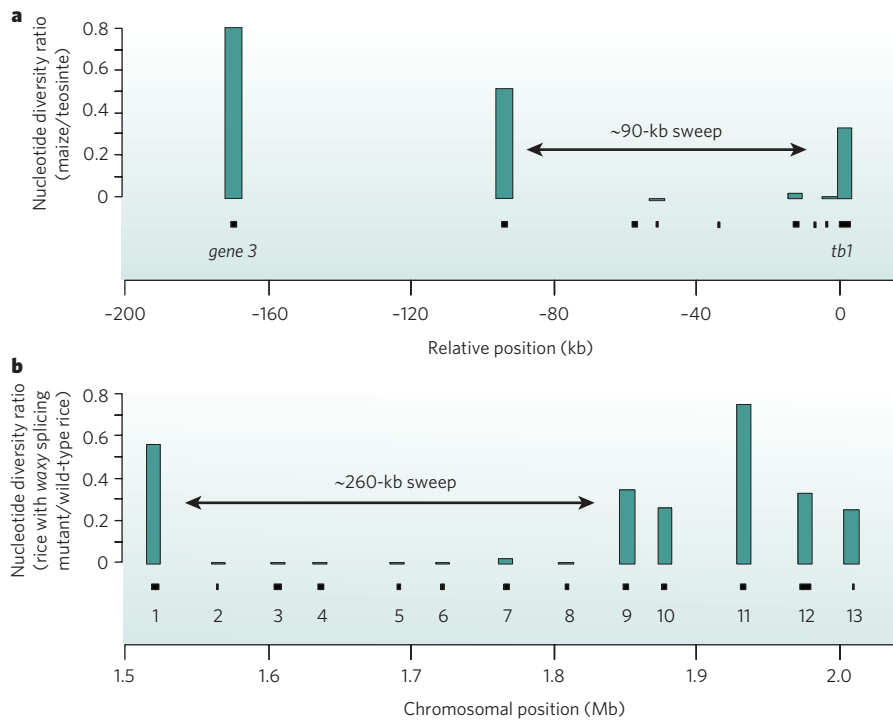 a
Nucleotide diversity ratio
(maize/teosinte)
0.8
0.6
0.4
0.2
0
~90-kb sweep
gene 3
tb1
–200 –160 –120 –80 –60 –40 0
Relative position (kb)
b
Nucleotide diversity ratio
(rice with waxy splicing
mutant/wild-type rice)
0.8
0.6
0.4
0.2
0
~260-kb sweep
1 2 3 4 5 6 7 8 9 10 11 12 13
1.5 1.6 1.7 1.8 1.9 2.0
Chromosomal position (Mb)